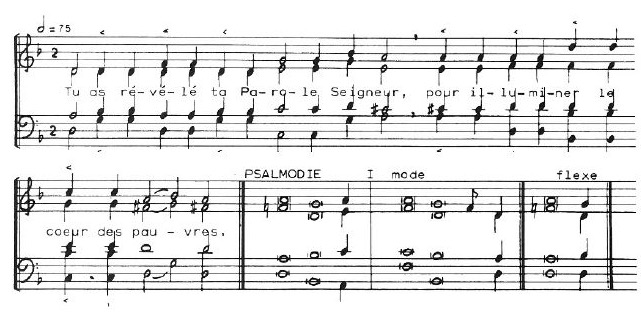 ♩ = 75
Tu as ré-vé-lé ta Pa-ro-le Seigneur, pour il-lu-mi-ner le
PSALMODIE I mode flexe
coeur des pau - vres.